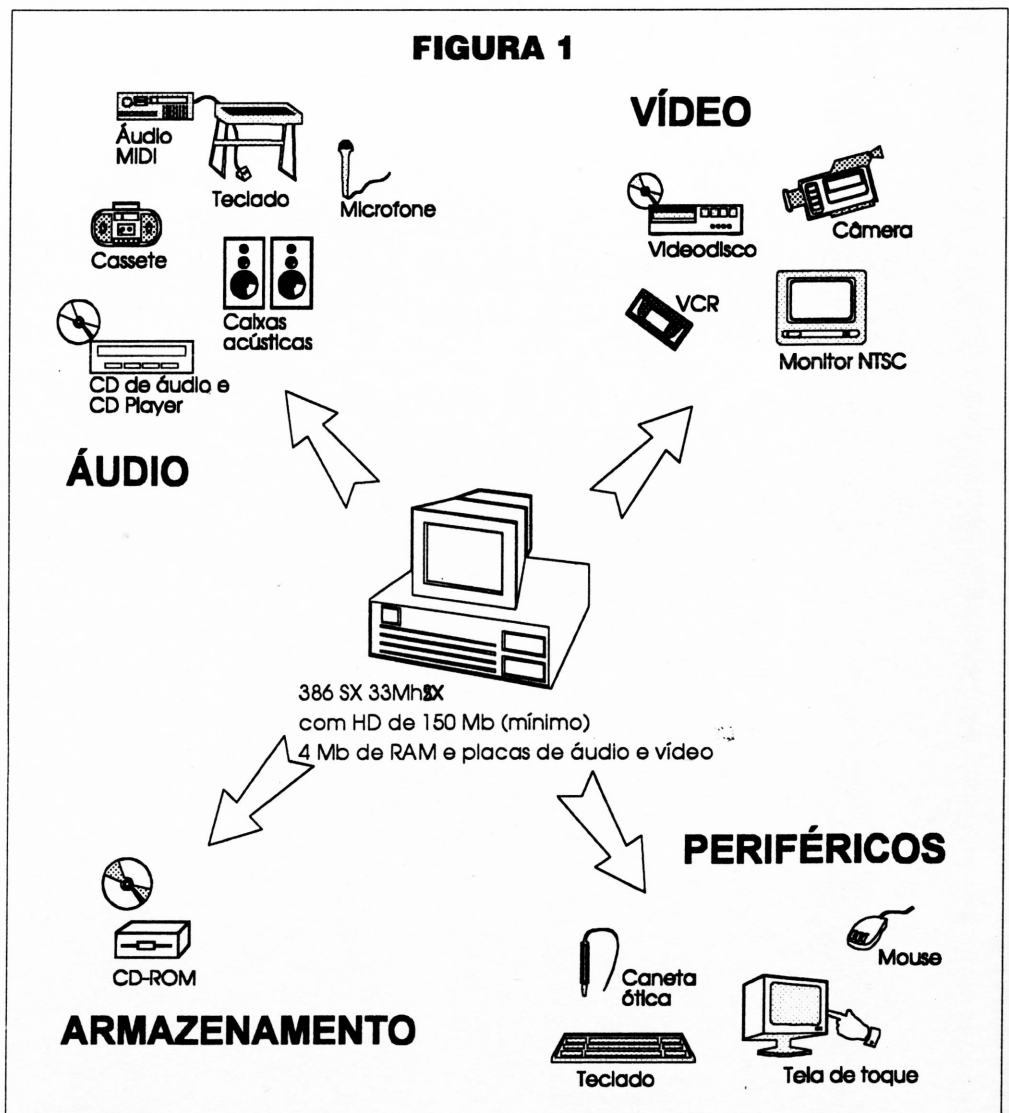 FIGURA 1
ÁUDIO
Áudio
MIDI
Teclado
Microfone
Cassete
Caixas
acústicas
CD de áudio e
CD Player
VÍDEO
Videodisco
Câmera
VCR
Monitor NTSC
386 SX 33Mh
com HD de 150 Mb (mínimo)
4 Mb de RAM e placas de áudio e vídeo
CD-ROM
ARMAZENAMENTO
PERIFÉRICOS
Mouse
Caneta
ótica
Teclado
Tela de toque